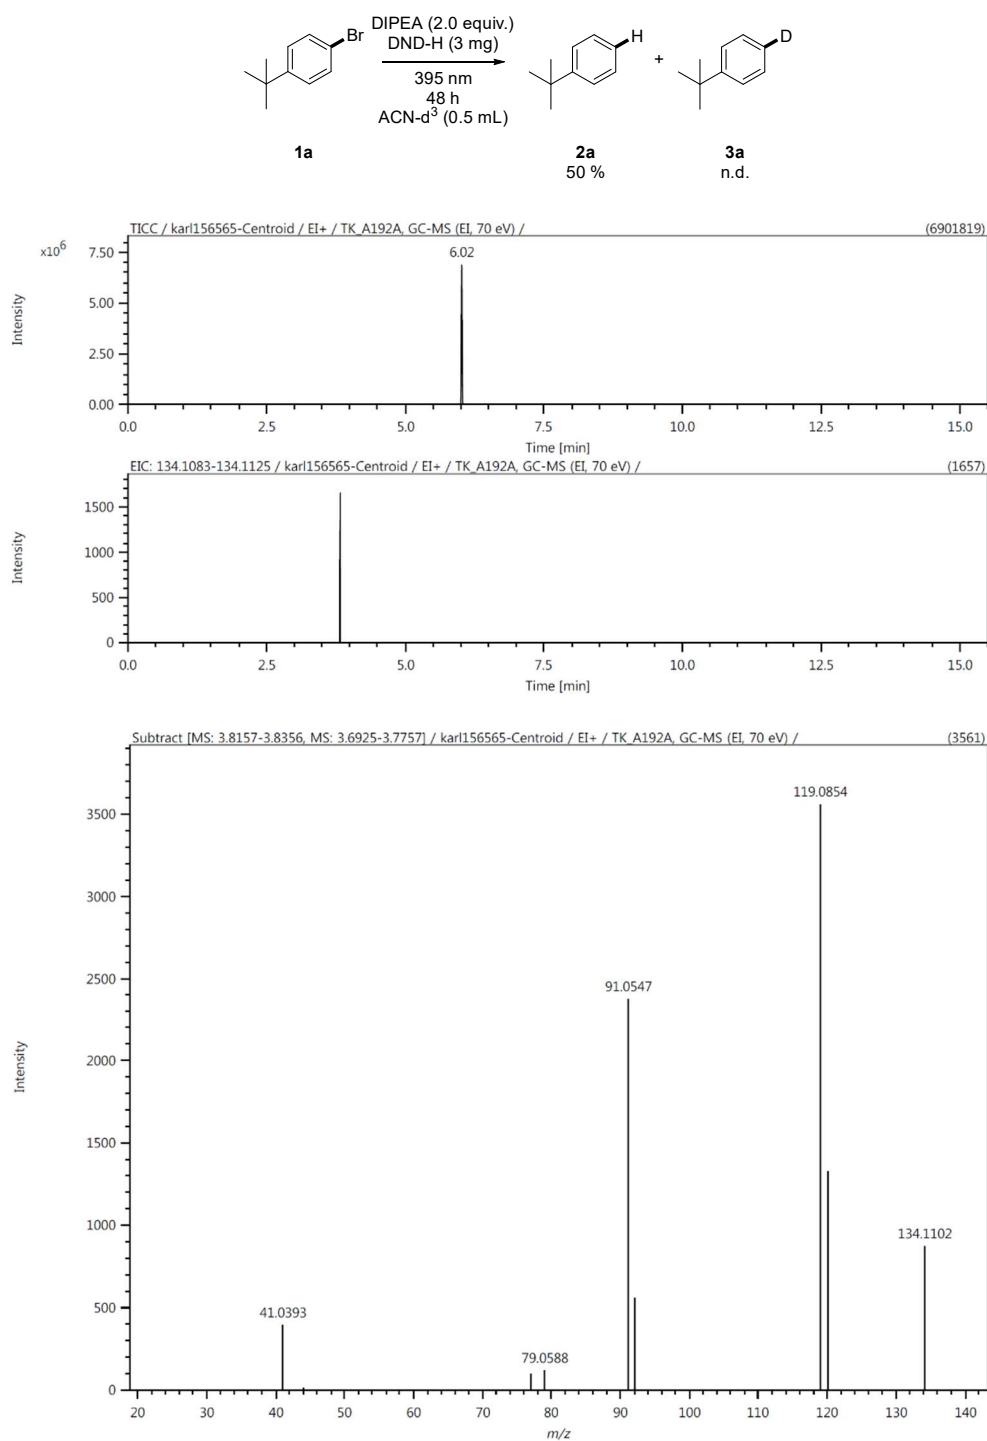 Br
DIPEA (2.0 equiv.)
DND-H (3 mg)
395 nm
48 h
ACN-d3 (0.5 mL)
H
+
D
1a
2a
3a
50 %
n.d.
TICC / karl156565-Centroid / EI+ / TK_A192A, GC-MS (EI, 70 eV) / (6901819)
x10^6
6.02
7.50
5.00
2.50
0.00
Intensity
0.0 2.5 5.0 7.5 10.0 12.5 15.0
Time [min]
EIC: 134.1083-134.1125 / karl156565-Centroid / EI+ / TK_A192A, GC-MS (EI, 70 eV) / (1657)
1500
1000
500
0
Intensity
0.0 2.5 5.0 7.5 10.0 12.5 15.0
Time [min]
Subtract [MS: 3.8157-3.8356, MS: 3.6925-3.7757] / karl156565-Centroid / EI+ / TK_A192A, GC-MS (EI, 70 eV) / (3561)
119.0854
3500
3000
91.0547
2500
2000
1500
134.1102
1000
41.0393
500
79.0588
0
Intensity
20 30 40 50 60 70 80 90 100 110 120 130 140
m/z